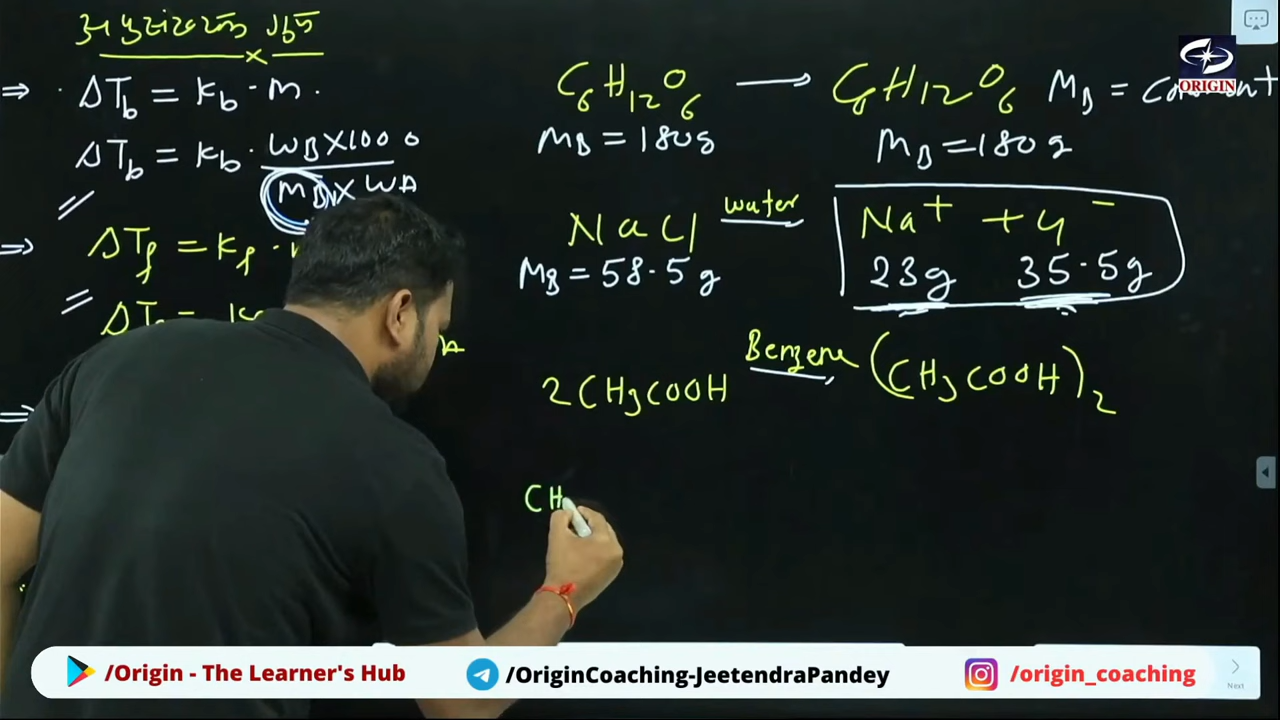 ⇒ ΔTb = Kb · m
ΔTb = Kb · WB×1000
MB × WA
⇒ ΔTf = Kf ·
C6H12O6 ⟶ C6H12O6 MB = constant
MB = 180g MB = 180g
NaCl water Na+ + Cl-
MB = 58.5g 23g 35.5g
2CH3COOH Benzene (CH3COOH)2
CH
ORIGIN
Next
/Origin - The Learner's Hub
/OriginCoaching-JeetendraPandey
/origin_coaching